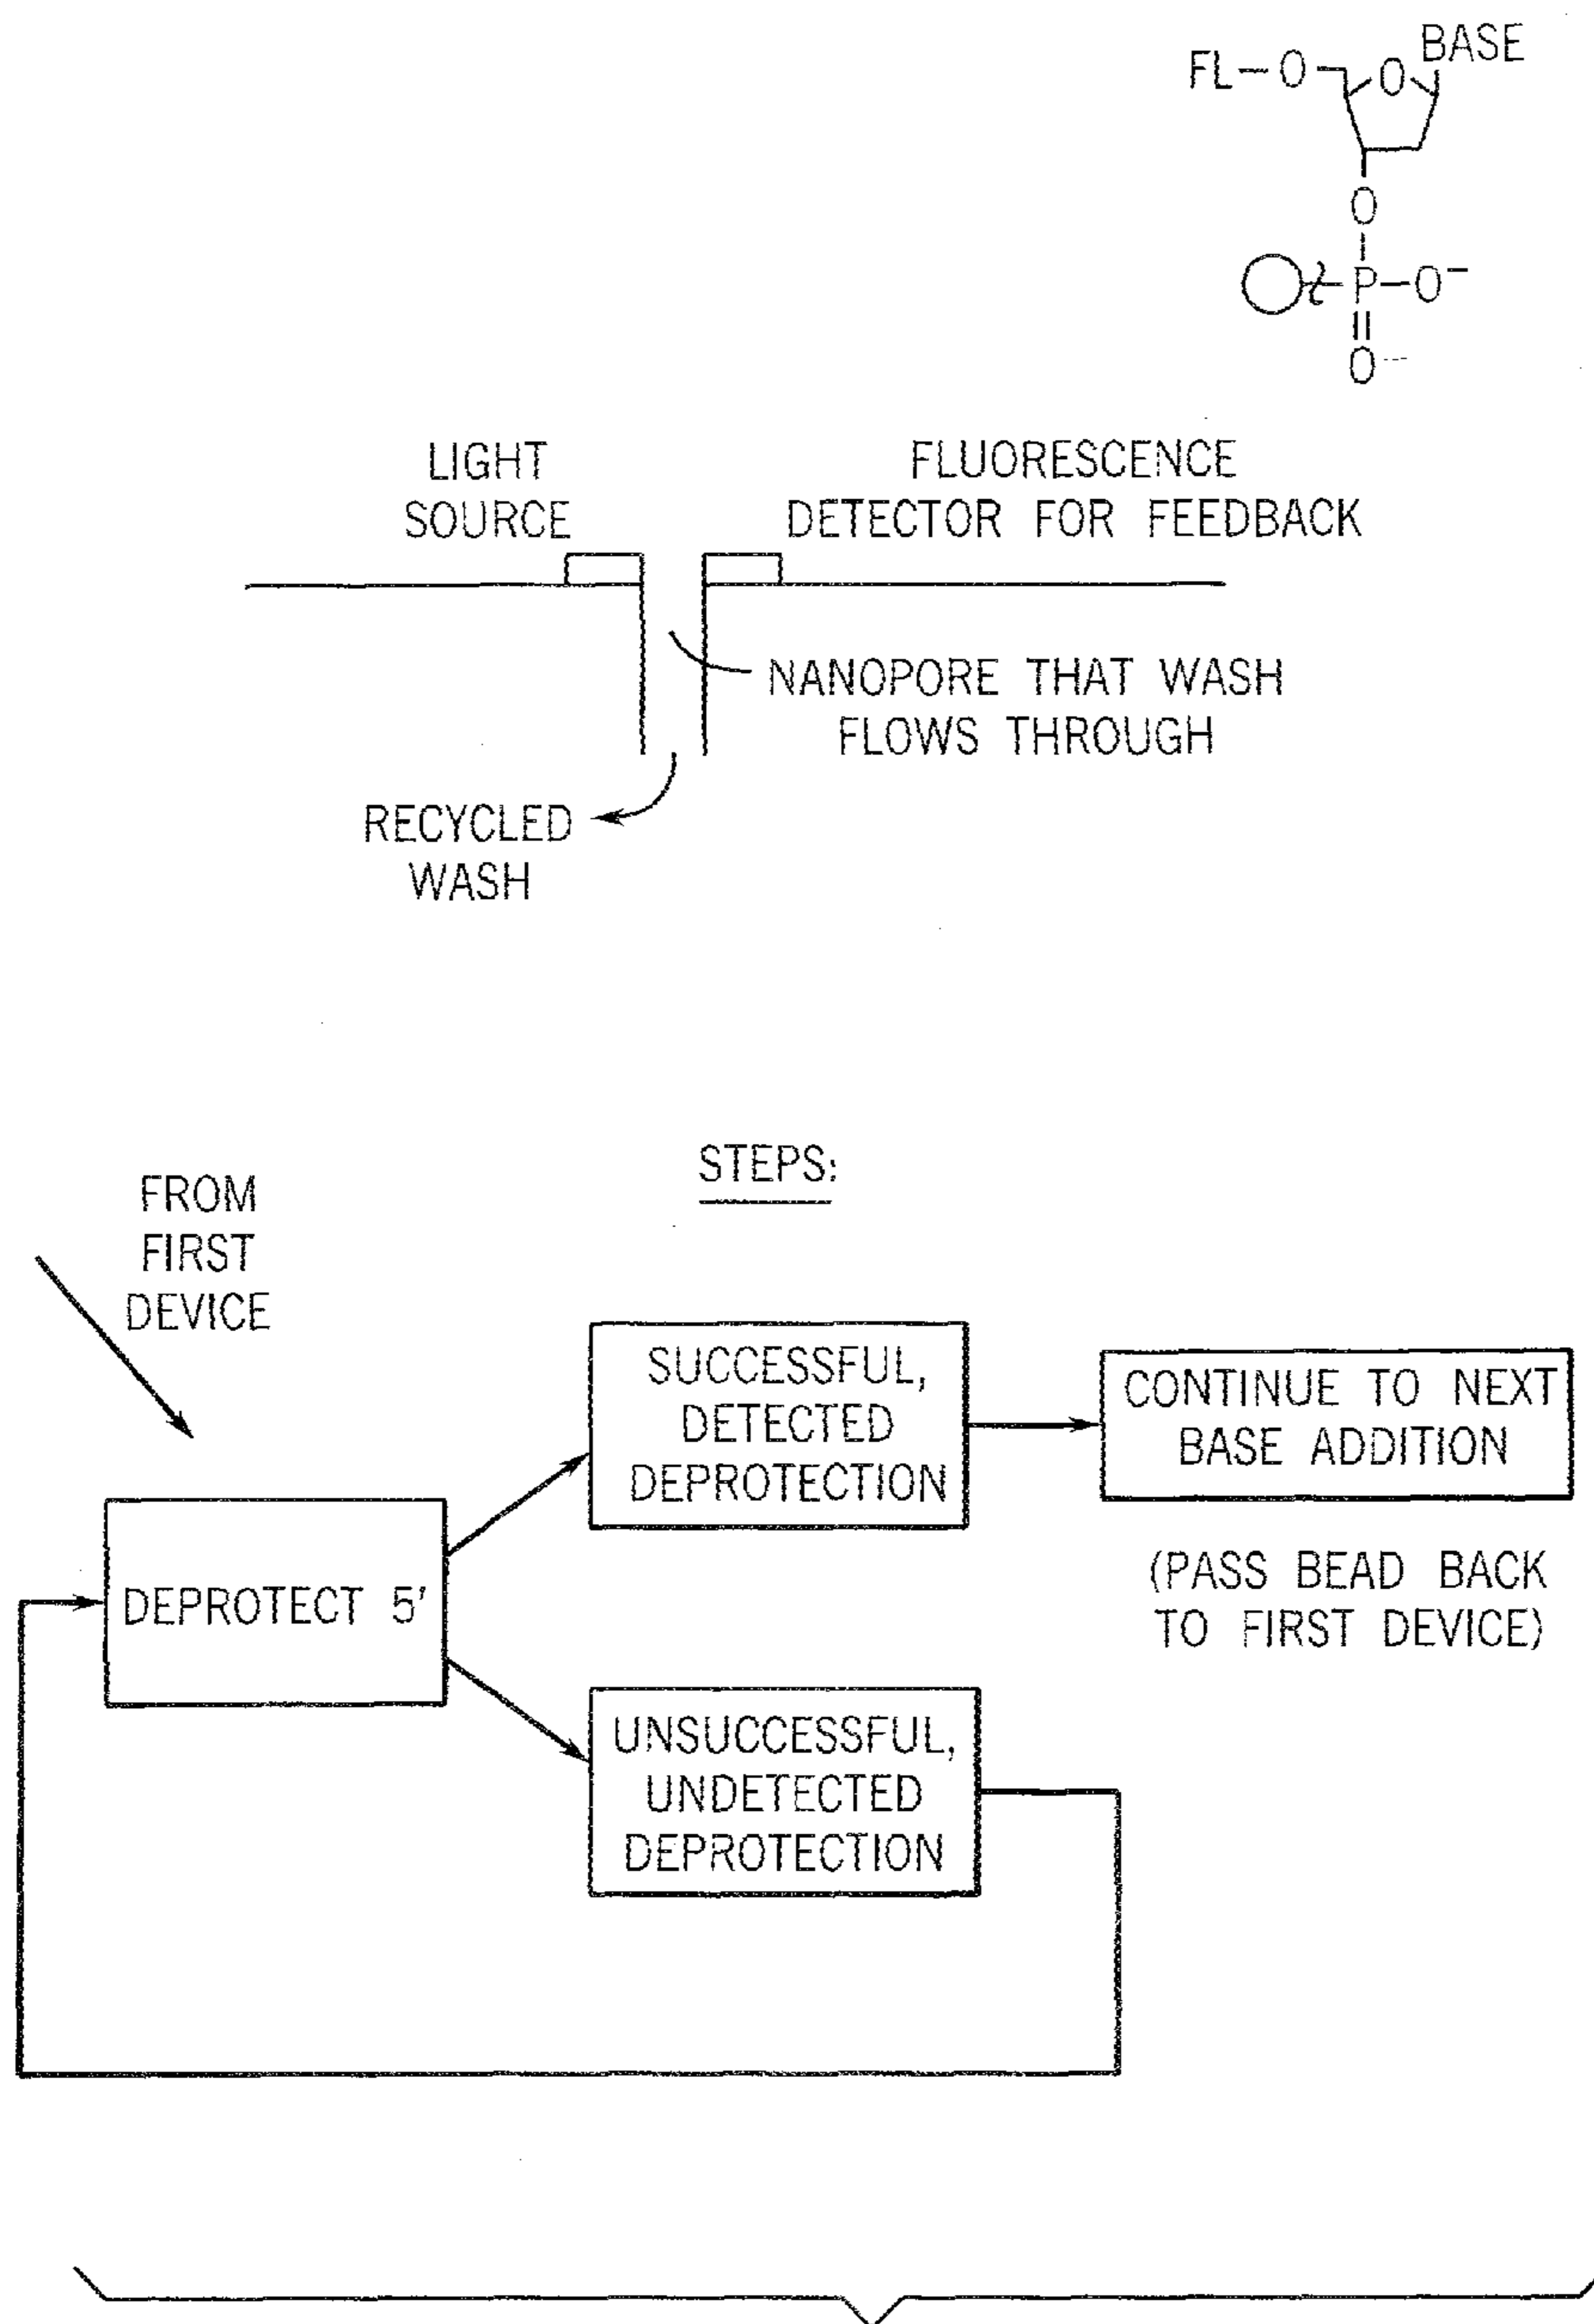 BASE
FL-O
O
O
P-O-
O
LIGHT
SOURCE
FLUORESCENCE
DETECTOR FOR FEEDBACK
NANOPORE THAT WASH
FLOWS THROUGH
RECYCLED
WASH
STEPS:
FROM
FIRST
DEVICE
DEPROTECT 5'
SUCCESSFUL,
DETECTED
DEPROTECTION
CONTINUE TO NEXT
BASE ADDITION
(PASS BEAD BACK
TO FIRST DEVICE)
UNSUCCESSFUL,
UNDETECTED
DEPROTECTION